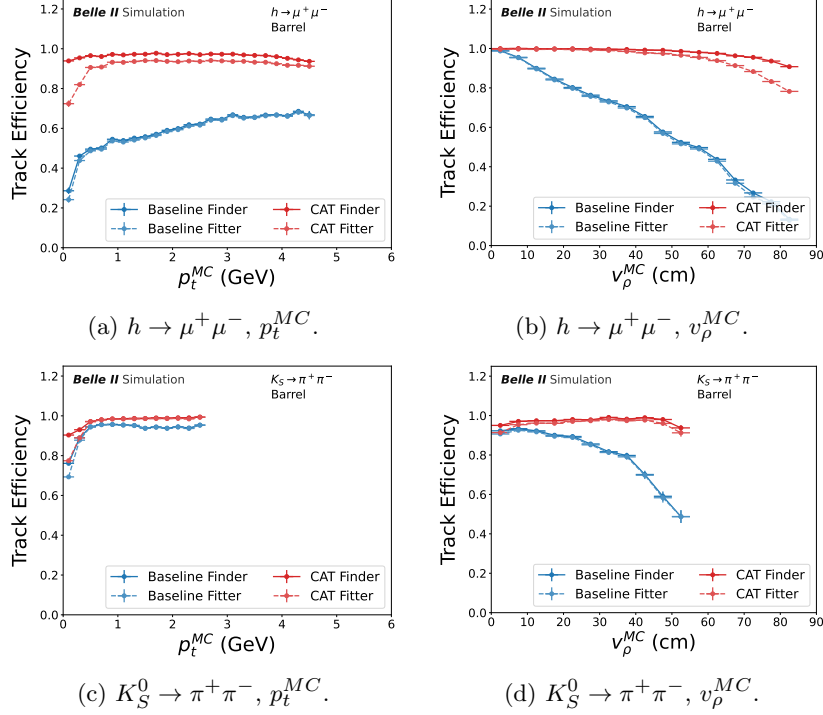 Belle II Simulation
h→μ⁺μ⁻
Barrel
Track Efficiency
1.2
1.0
0.8
0.6
0.4
0.2
0.0
Baseline Finder
CAT Finder
Baseline Fitter
CAT Fitter
0 1 2 3 4 5 6
p_t^{MC} (GeV)
(a) h → μ⁺μ⁻, p_t^{MC}.
Belle II Simulation
h→μ⁺μ⁻
Barrel
Track Efficiency
1.2
1.0
0.8
0.6
0.4
0.2
0.0
Baseline Finder
CAT Finder
Baseline Fitter
CAT Fitter
0 10 20 30 40 50 60 70 80 90
v_ρ^{MC} (cm)
(b) h → μ⁺μ⁻, v_ρ^{MC}.
Belle II Simulation
K_S→π⁺π⁻
Barrel
Track Efficiency
1.2
1.0
0.8
0.6
0.4
0.2
0.0
Baseline Finder
CAT Finder
Baseline Fitter
CAT Fitter
0 1 2 3 4 5 6
p_t^{MC} (GeV)
(c) K_S^0 → π⁺π⁻, p_t^{MC}.
Belle II Simulation
K_S→π⁺π⁻
Barrel
Track Efficiency
1.2
1.0
0.8
0.6
0.4
0.2
0.0
Baseline Finder
CAT Finder
Baseline Fitter
CAT Fitter
0 10 20 30 40 50 60 70 80 90
v_ρ^{MC} (cm)
(d) K_S^0 → π⁺π⁻, v_ρ^{MC}.